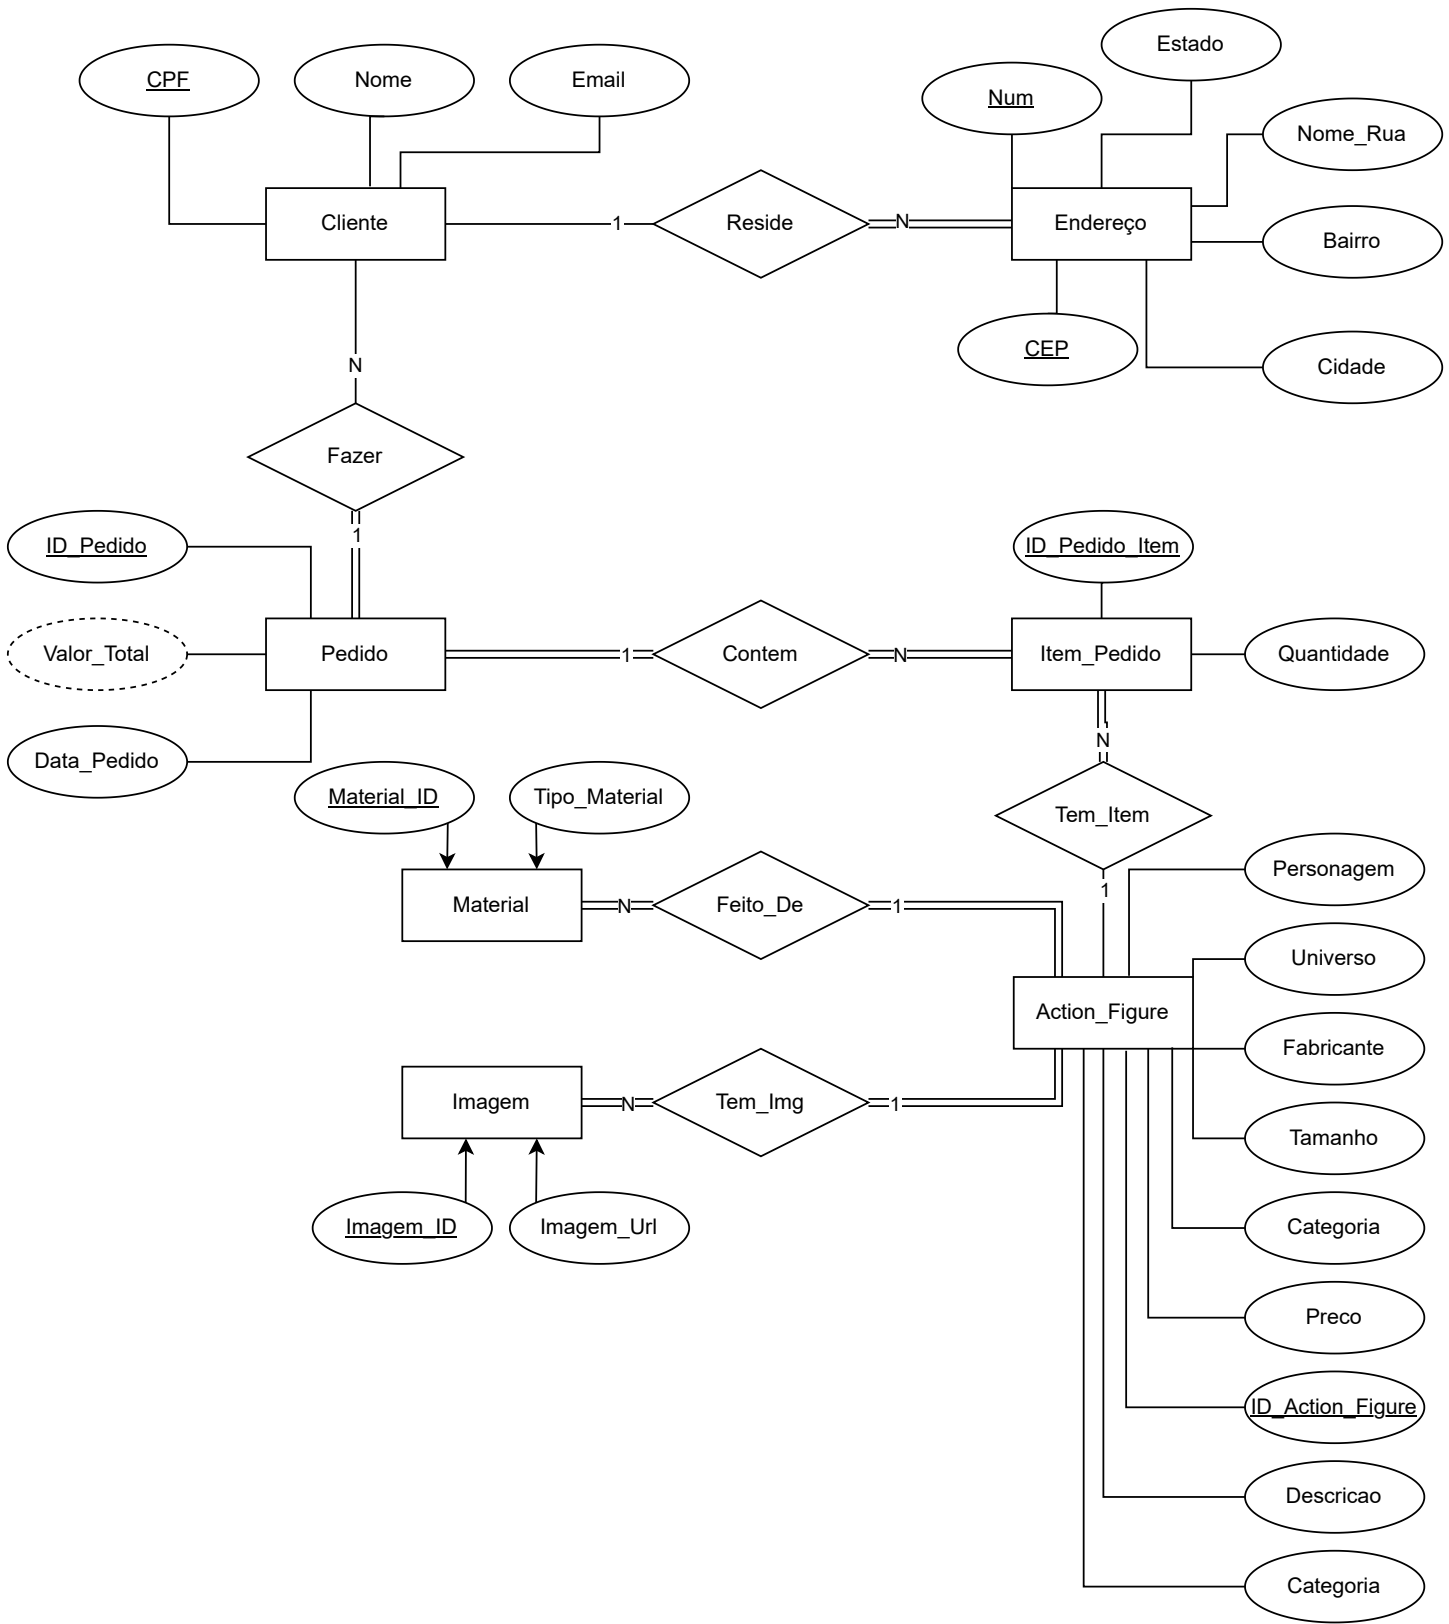 Estado
CPF
Nome
Email
Num
Nome_Rua
Cliente
1
Reside
N
Endereço
Bairro
CEP
Cidade
N
Fazer
1
ID_Pedido
ID_Pedido_Item
Valor_Total
Pedido
1
Contem
N
Item_Pedido
Quantidade
N
Data_Pedido
Material_ID
Tipo_Material
Tem_Item
Personagem
1
Material
N
Feito_De
1
Universo
Action_Figure
Fabricante
Imagem
N
Tem_Img
1
Tamanho
Imagem_ID
Imagem_Url
Categoria
Preco
ID_Action_Figure
Descricao
Categoria